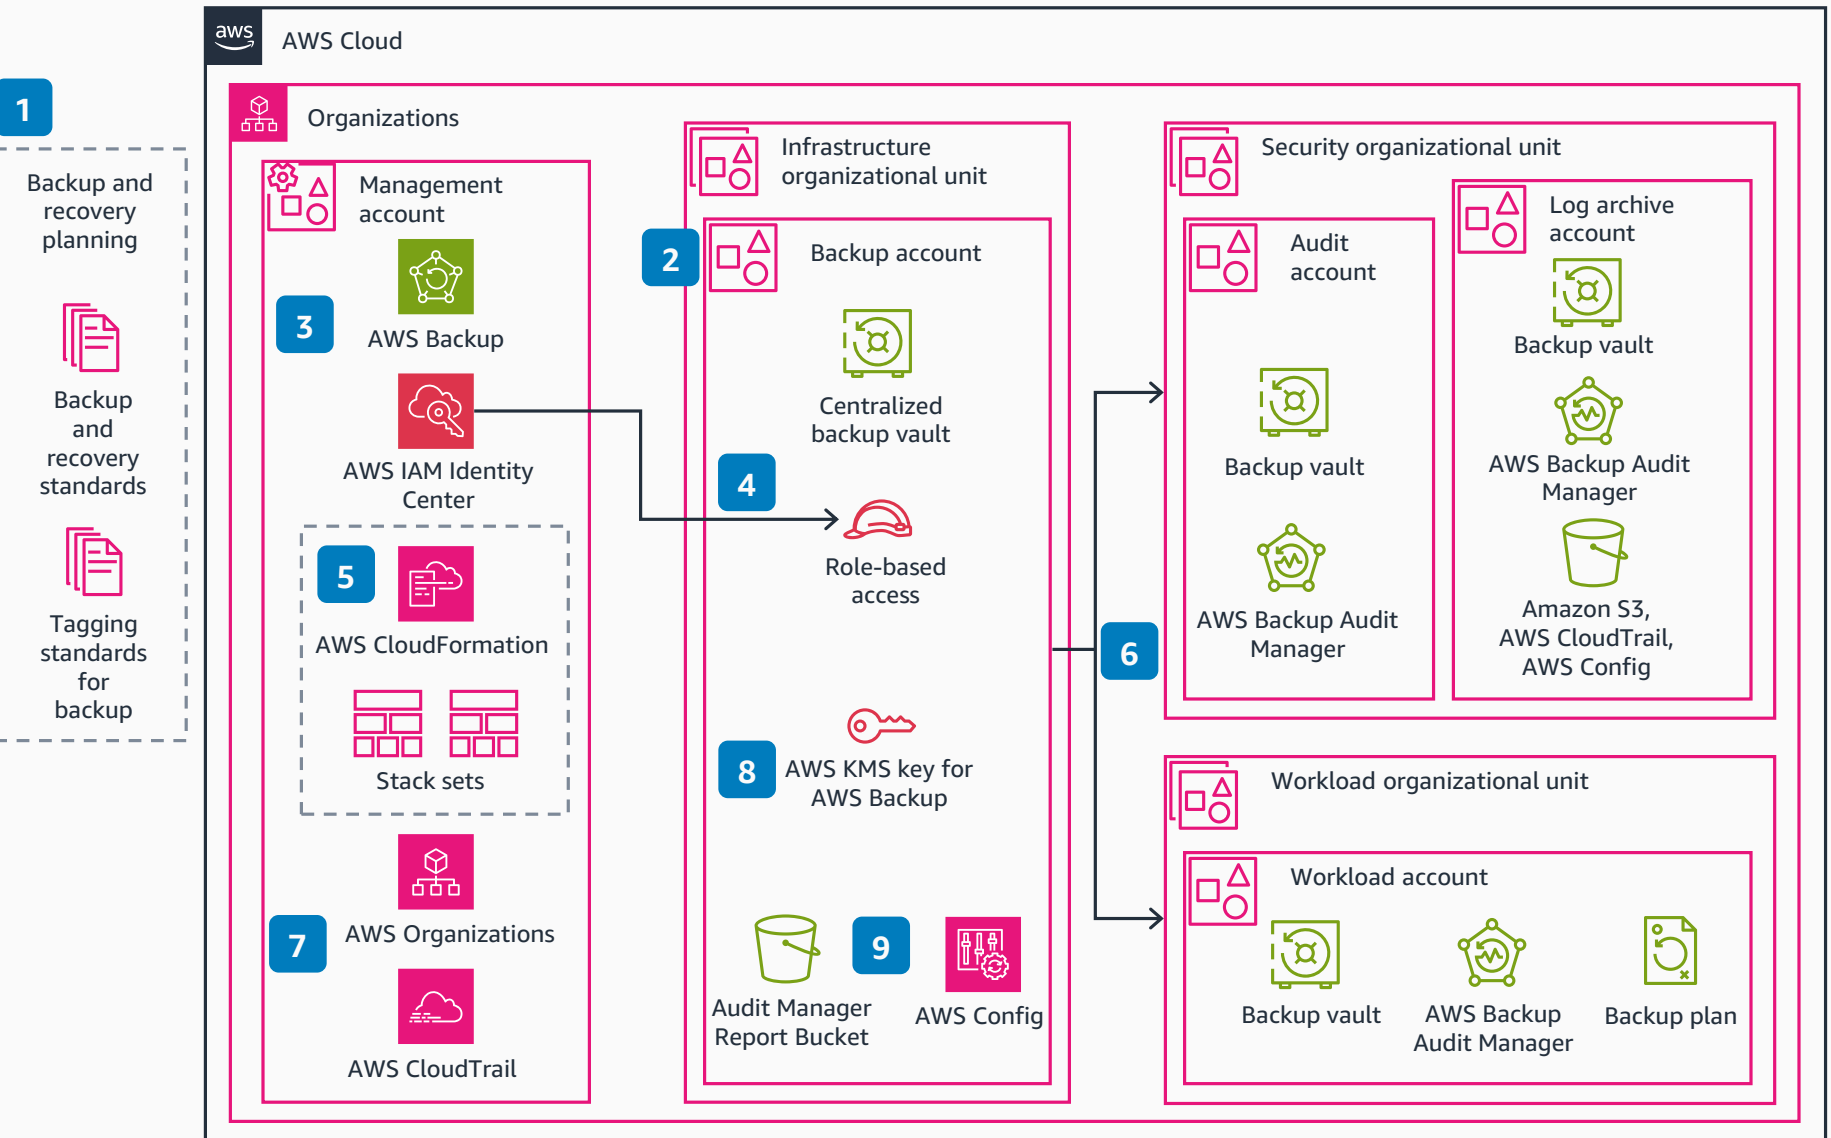 aws
AWS Cloud
1
Backup and
recovery
planning
Backup
and
recovery
standards
Tagging
standards
for
backup
Organizations
Management
account
3
AWS Backup
AWS IAM Identity
Center
5
AWS CloudFormation
Stack sets
7
AWS Organizations
AWS CloudTrail
Infrastructure
organizational unit
2
Backup account
Centralized
backup vault
4
Role-based
access
8
AWS KMS key for
AWS Backup
9
Audit Manager
Report Bucket
AWS Config
6
Security organizational unit
Audit
account
Backup vault
AWS Backup Audit
Manager
Log archive
account
Backup vault
AWS Backup Audit
Manager
Amazon S3,
AWS CloudTrail,
AWS Config
Workload organizational unit
Workload account
Backup vault
AWS Backup
Audit Manager
Backup plan